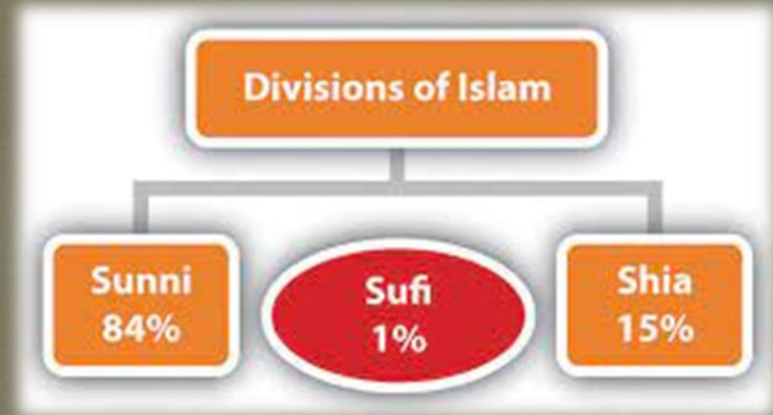 Divisions of Islam
Sunni
84%
Sufi
1%
Shia
15%